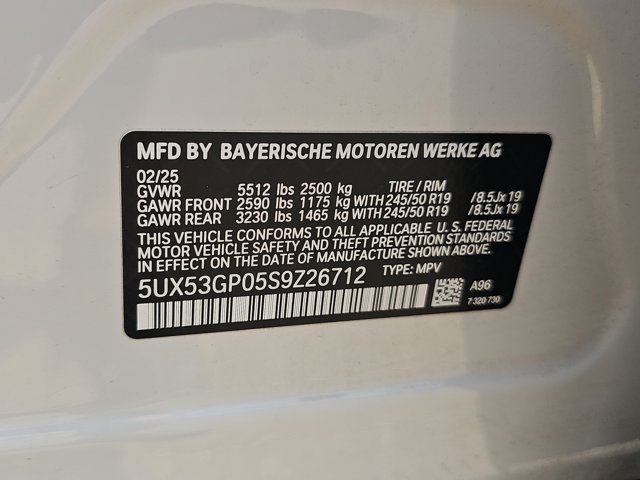 MFD BY BAYERISCHE MOTOREN WERKE AG
02/25
GVWR 5512 lbs 2500 kg TIRE / RIM
GAWR FRONT 2590 lbs 1175 kg WITH 245/50 R19 /8.5Jx19
GAWR REAR 3230 lbs 1465 kg WITH 245/50 R19 /8.5Jx19
THIS VEHICLE CONFORMS TO ALL APPLICABLE U. S. FEDERAL
MOTOR VEHICLE SAFETY AND THEFT PREVENTION STANDARDS
IN EFFECT ON THE DATE OF MANUFACTURE SHOWN ABOVE.
5UX53GP05S9Z26712 TYPE: MPV
A96
7 320 730